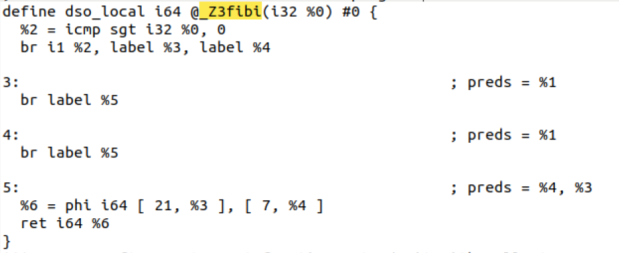 define dso_local i64 @_Z3fibi(i32 %0) #0 {
  %2 = icmp sgt i32 %0, 0
  br i1 %2, label %3, label %4
3:                                                ; preds = %1
  br label %5
4:                                                ; preds = %1
  br label %5
5:                                                ; preds = %4, %3
  %6 = phi i64 [ 21, %3 ], [ 7, %4 ]
  ret i64 %6
}